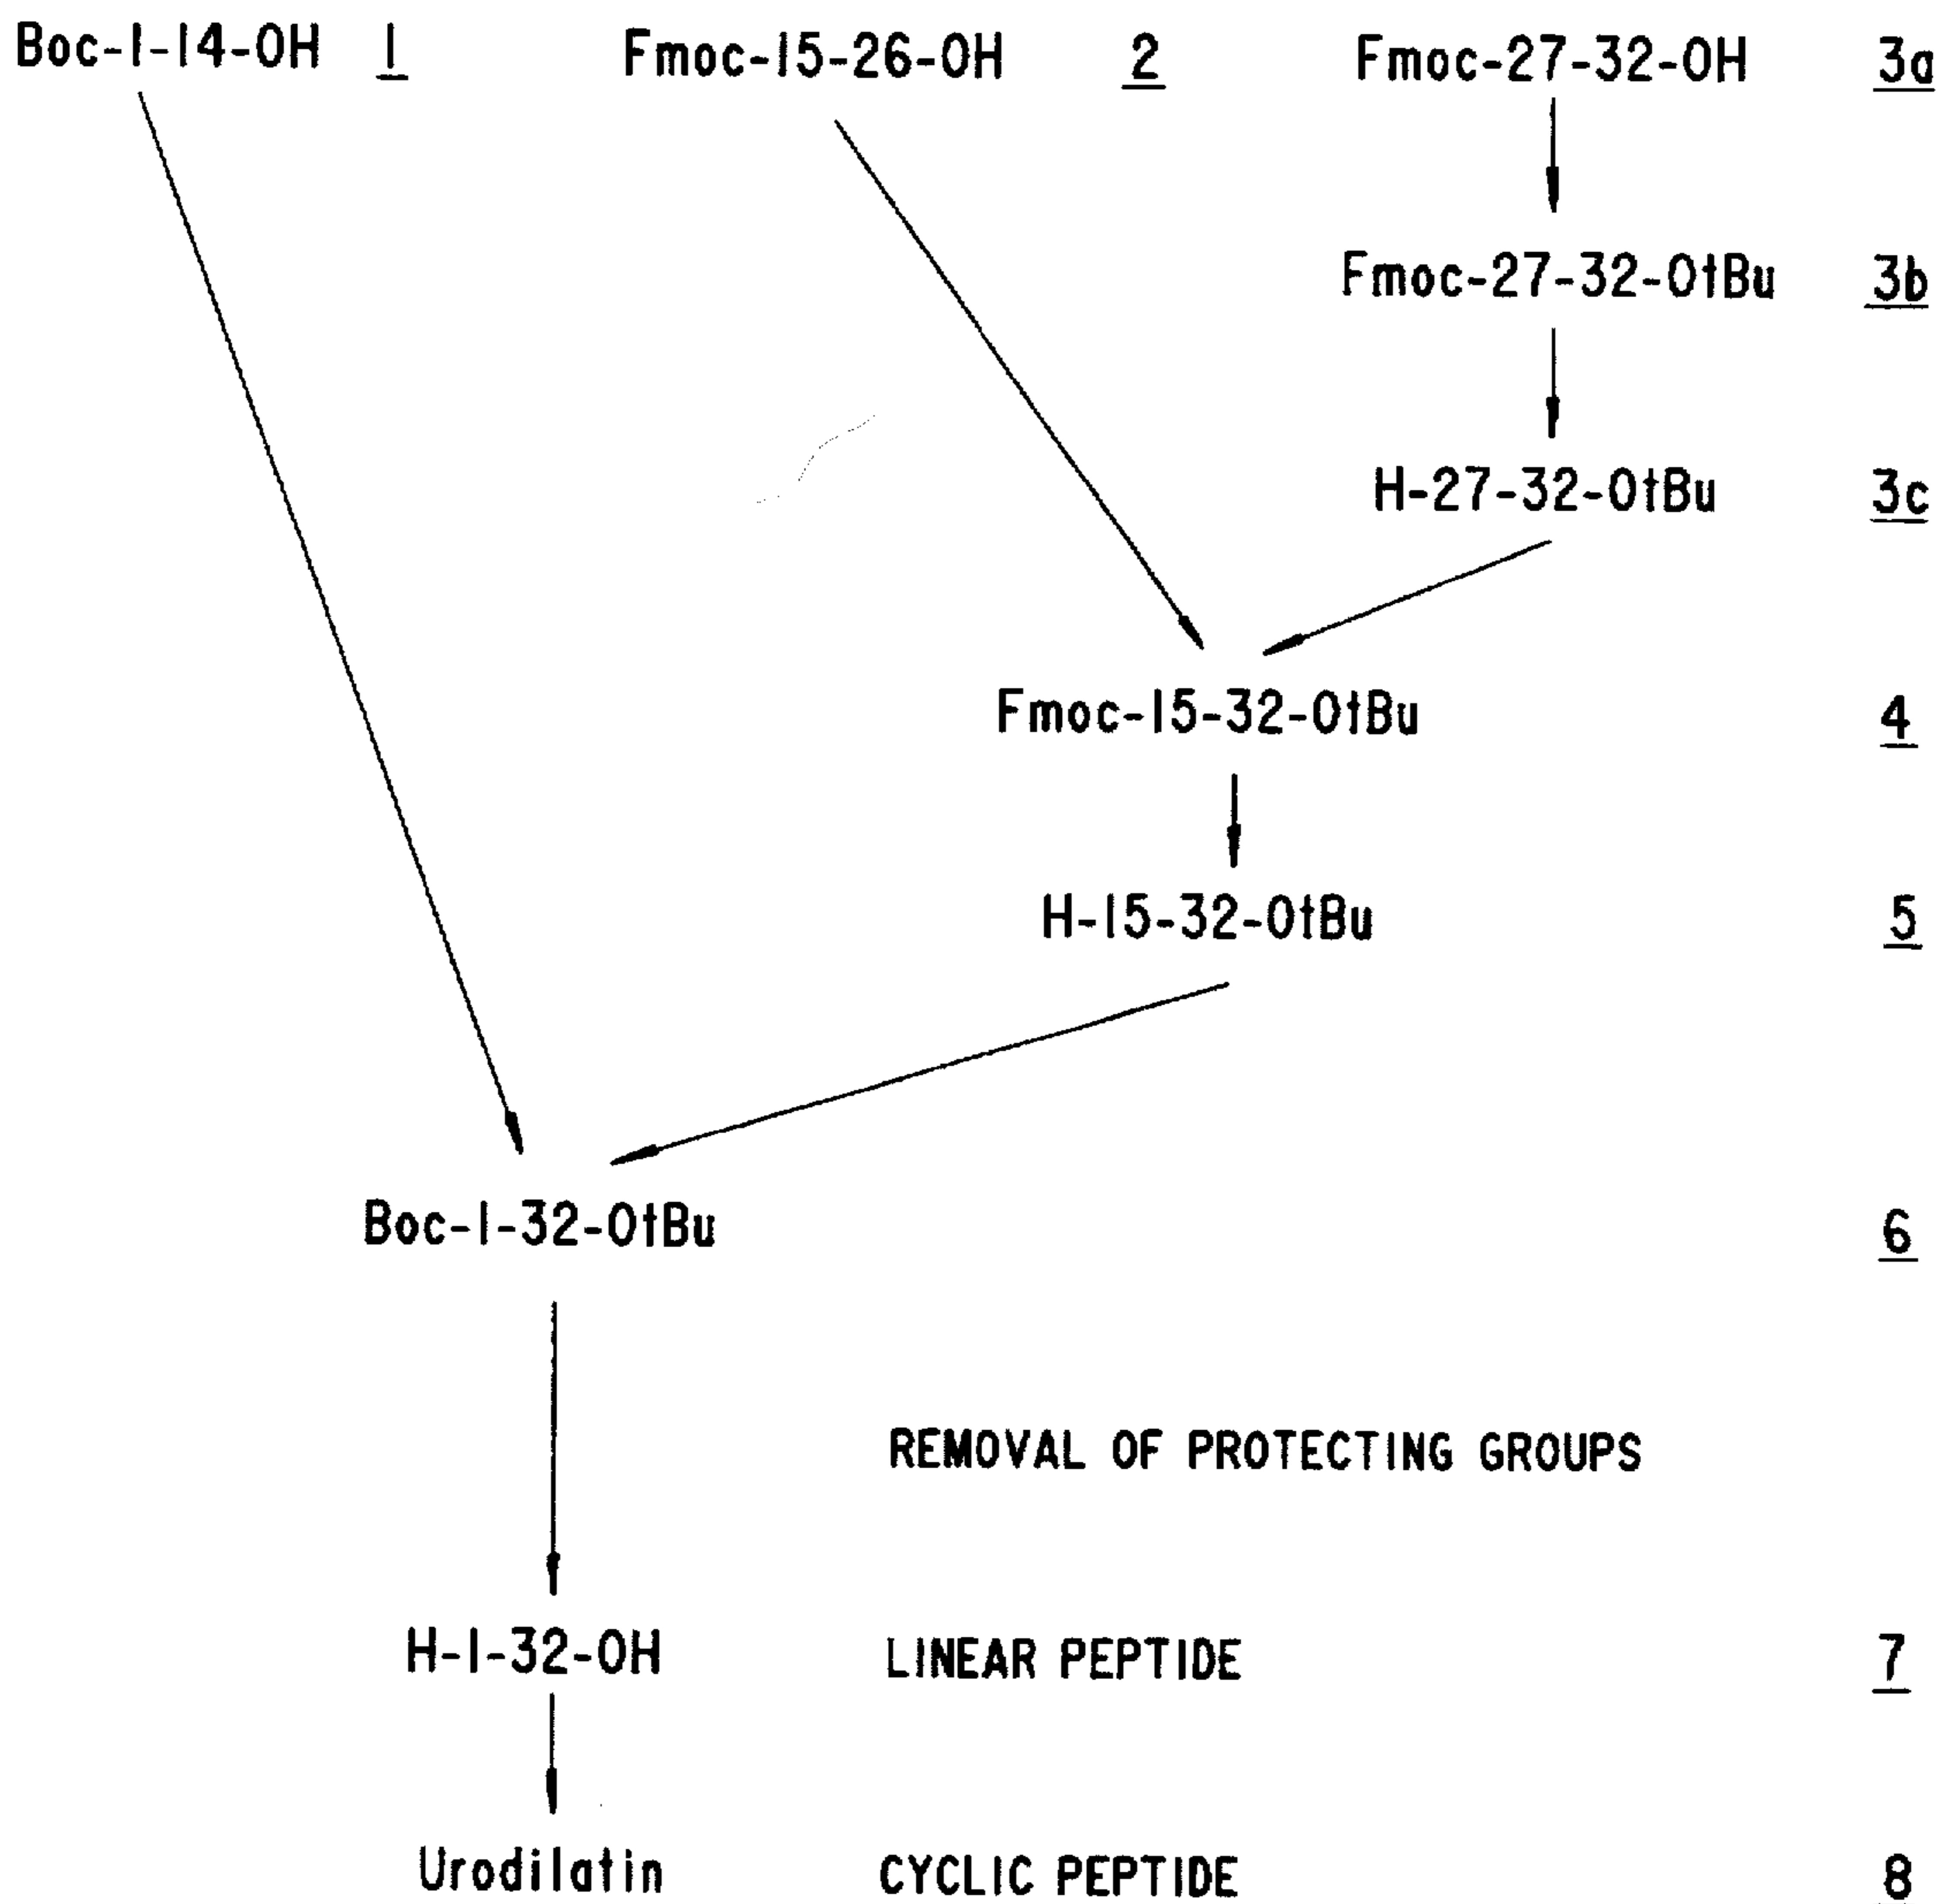 Boc-1-14-OH 1 Fmoc-15-26-OH 2 Fmoc-27-32-OH 3a
Fmoc-27-32-OtBu 3b
H-27-32-OtBu 3c
Fmoc-15-32-OtBu 4
H-15-32-OtBu 5
Boc-1-32-OtBu 6
REMOVAL OF PROTECTING GROUPS
H-1-32-OH LINEAR PEPTIDE 7
Urodilatin CYCLIC PEPTIDE 8